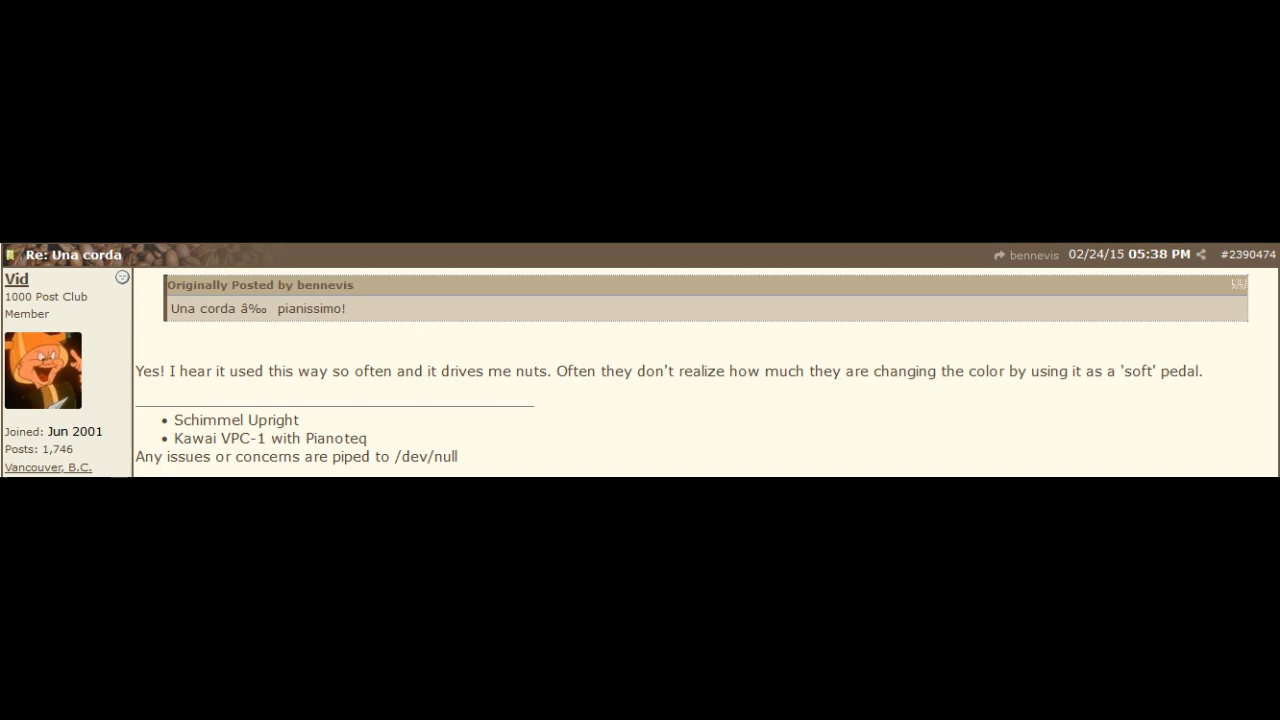 Re: Una corda
bennevis 02/24/15 05:38 PM #2390474
Vid
1000 Post Club
Member
Joined: Jun 2001
Posts: 1,746
Vancouver, B.C.
Originally Posted by bennevis
Una corda â‰  pianissimo!
Yes! I hear it used this way so often and it drives me nuts. Often they don't realize how much they are changing the color by using it as a 'soft' pedal.
• Schimmel Upright
• Kawai VPC-1 with Pianoteq
Any issues or concerns are piped to /dev/null